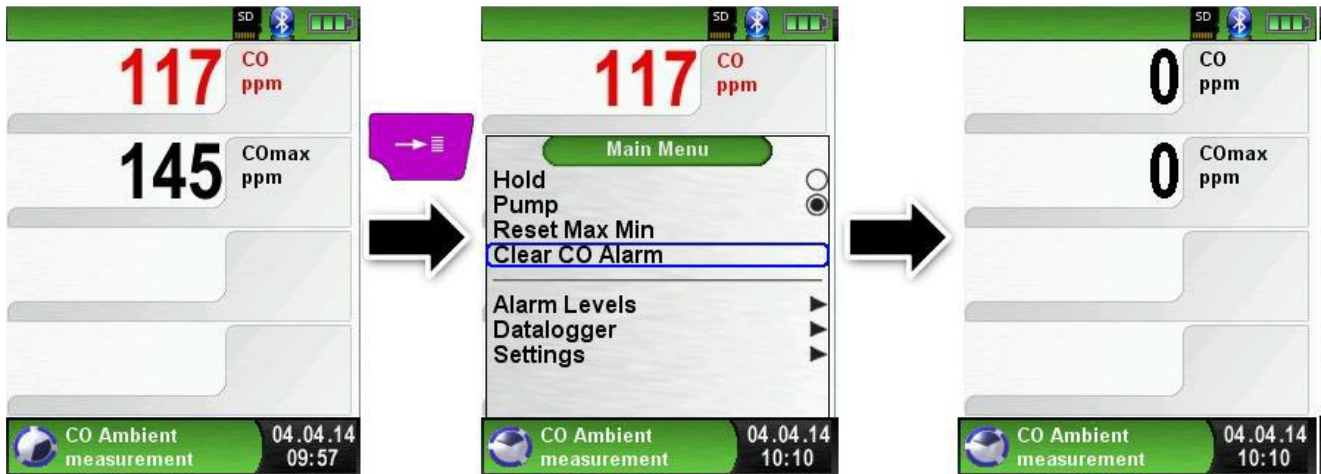 SD
117
CO
ppm
145
COmax
ppm
CO Ambient
measurement
04.04.14
09:57
SD
117
CO
ppm
Main Menu
Hold
Pump
Reset Max Min
Clear CO Alarm
Alarm Levels
Datalogger
Settings
CO Ambient
measurement
04.04.14
10:10
SD
0
CO
ppm
0
COmax
ppm
CO Ambient
measurement
04.04.14
10:10